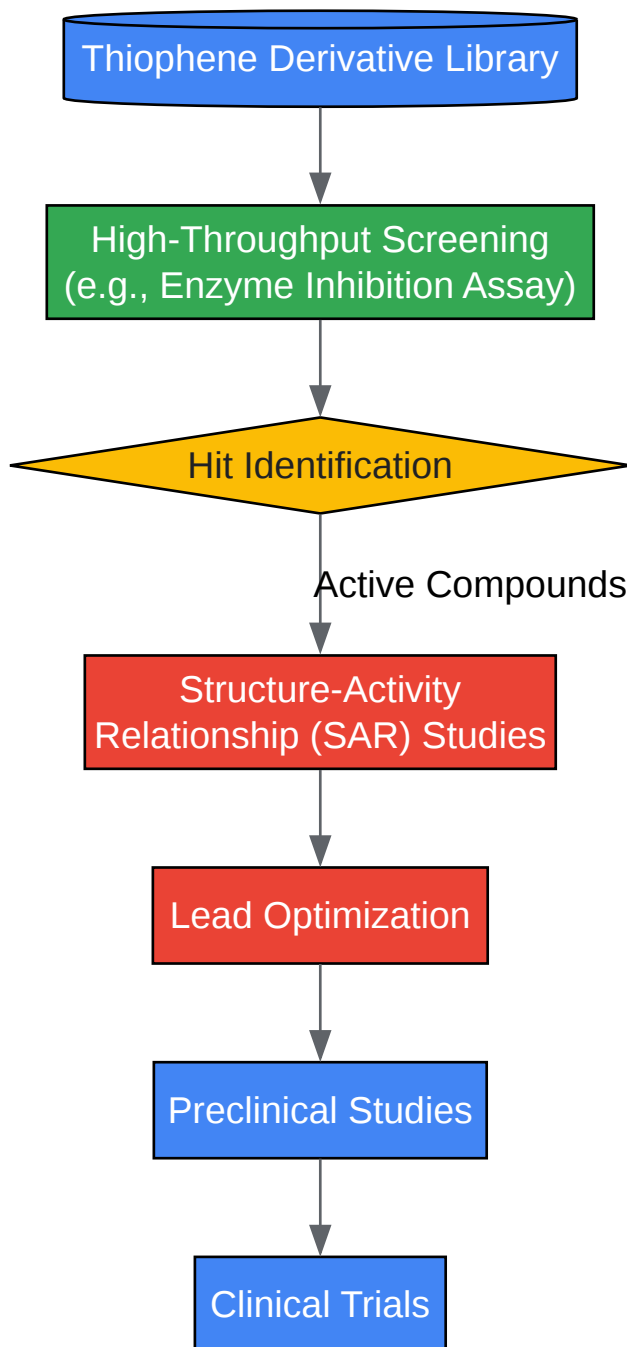 Thiophene Derivative Library
High-Throughput Screening
(e.g., Enzyme Inhibition Assay)
Hit Identification
Active Compounds
Structure-Activity
Relationship (SAR) Studies
Lead Optimization
Preclinical Studies
Clinical Trials